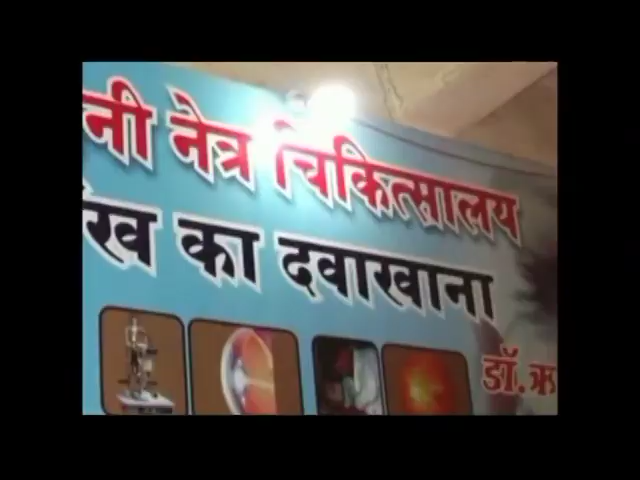 नी नेत्र चिकित्सालय
ख का दवाखाना
डॉ. ऋ